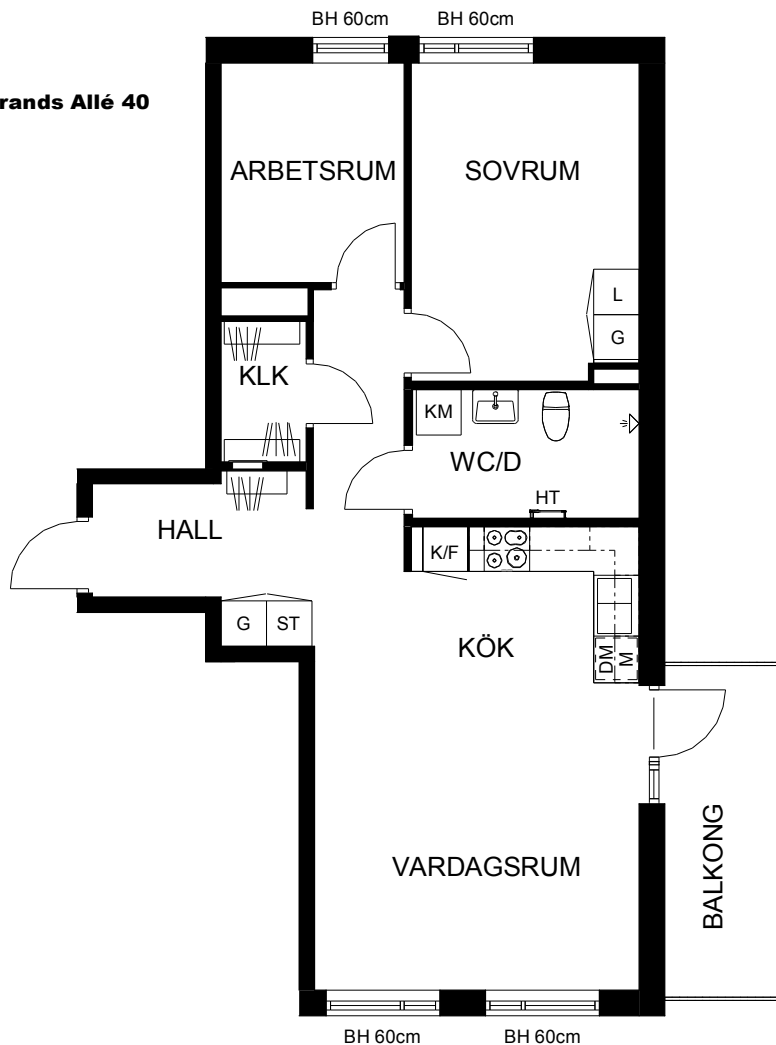 BH 60cm BH 60cm
rands Allé 40
ARBETSRUM SOVRUM
L
G
KLK
KM
WC/D
HT
HALL
K/F
G ST
KÖK
DM M
VARDAGSRUM
BALKONG
BH 60cm BH 60cm